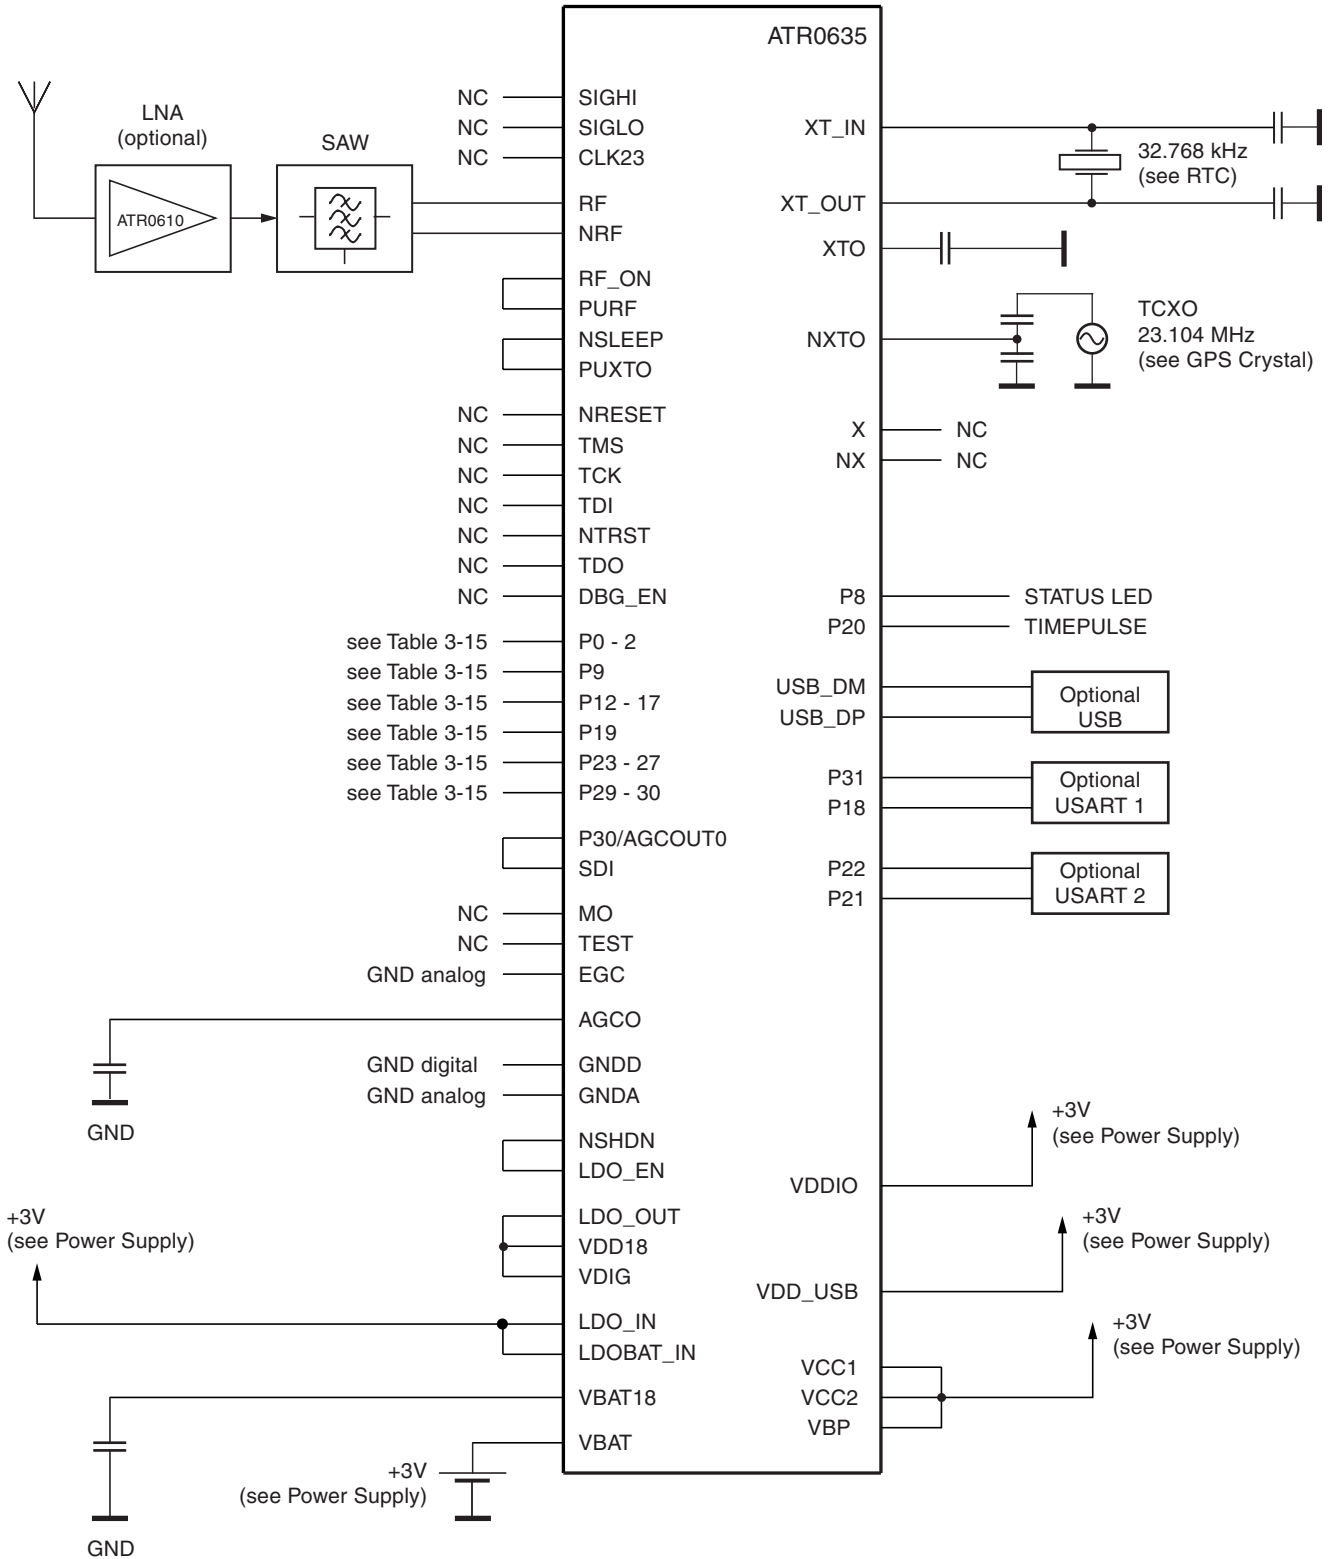 ATR0635
LNA
(optional)
ATR0610
SAW
NC SIGHI
NC SIGLO
NC CLK23
RF
NRF
RF_ON
PURF
NSLEEP
PUXTO
NC NRESET
NC TMS
NC TCK
NC TDI
NC NTRST
NC TDO
NC DBG_EN
see Table 3-15 P0 - 2
see Table 3-15 P9
see Table 3-15 P12 - 17
see Table 3-15 P19
see Table 3-15 P23 - 27
see Table 3-15 P29 - 30
P30/AGCOUT0
SDI
NC MO
NC TEST
GND analog EGC
AGCO
GND
GND digital GNDD
GND analog GNDA
NSHDN
LDO_EN
LDO_OUT
VDD18
VDIG
+3V
(see Power Supply)
LDO_IN
LDOBAT_IN
VBAT18
GND
VBAT
+3V
(see Power Supply)
XT_IN
32.768 kHz
(see RTC)
XT_OUT
XTO
NXTO
TCXO
23.104 MHz
(see GPS Crystal)
X NC
NX NC
P8 STATUS LED
P20 TIMEPULSE
USB_DM
USB_DP
Optional
USB
P31
P18
Optional
USART 1
P22
P21
Optional
USART 2
VDDIO
+3V
(see Power Supply)
VDD_USB
+3V
(see Power Supply)
VCC1
VCC2
VBP
+3V
(see Power Supply)